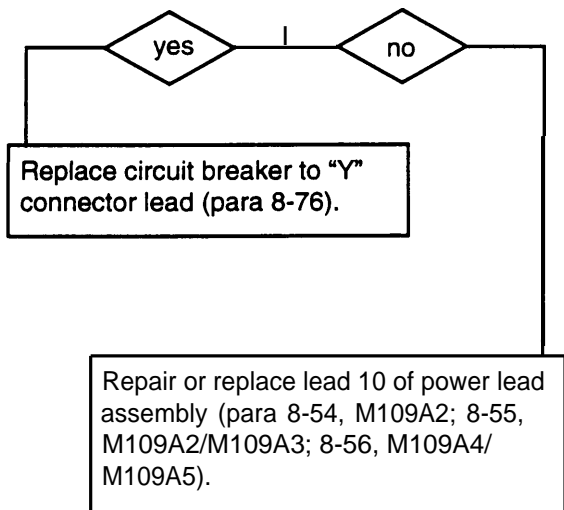 yes
no
Replace circuit breaker to “Y”
connector lead (para 8-76).
Repair or replace lead 10 of power lead
assembly (para 8-54, M109A2; 8-55,
M109A2/M109A3; 8-56, M109A4/
M109A5).